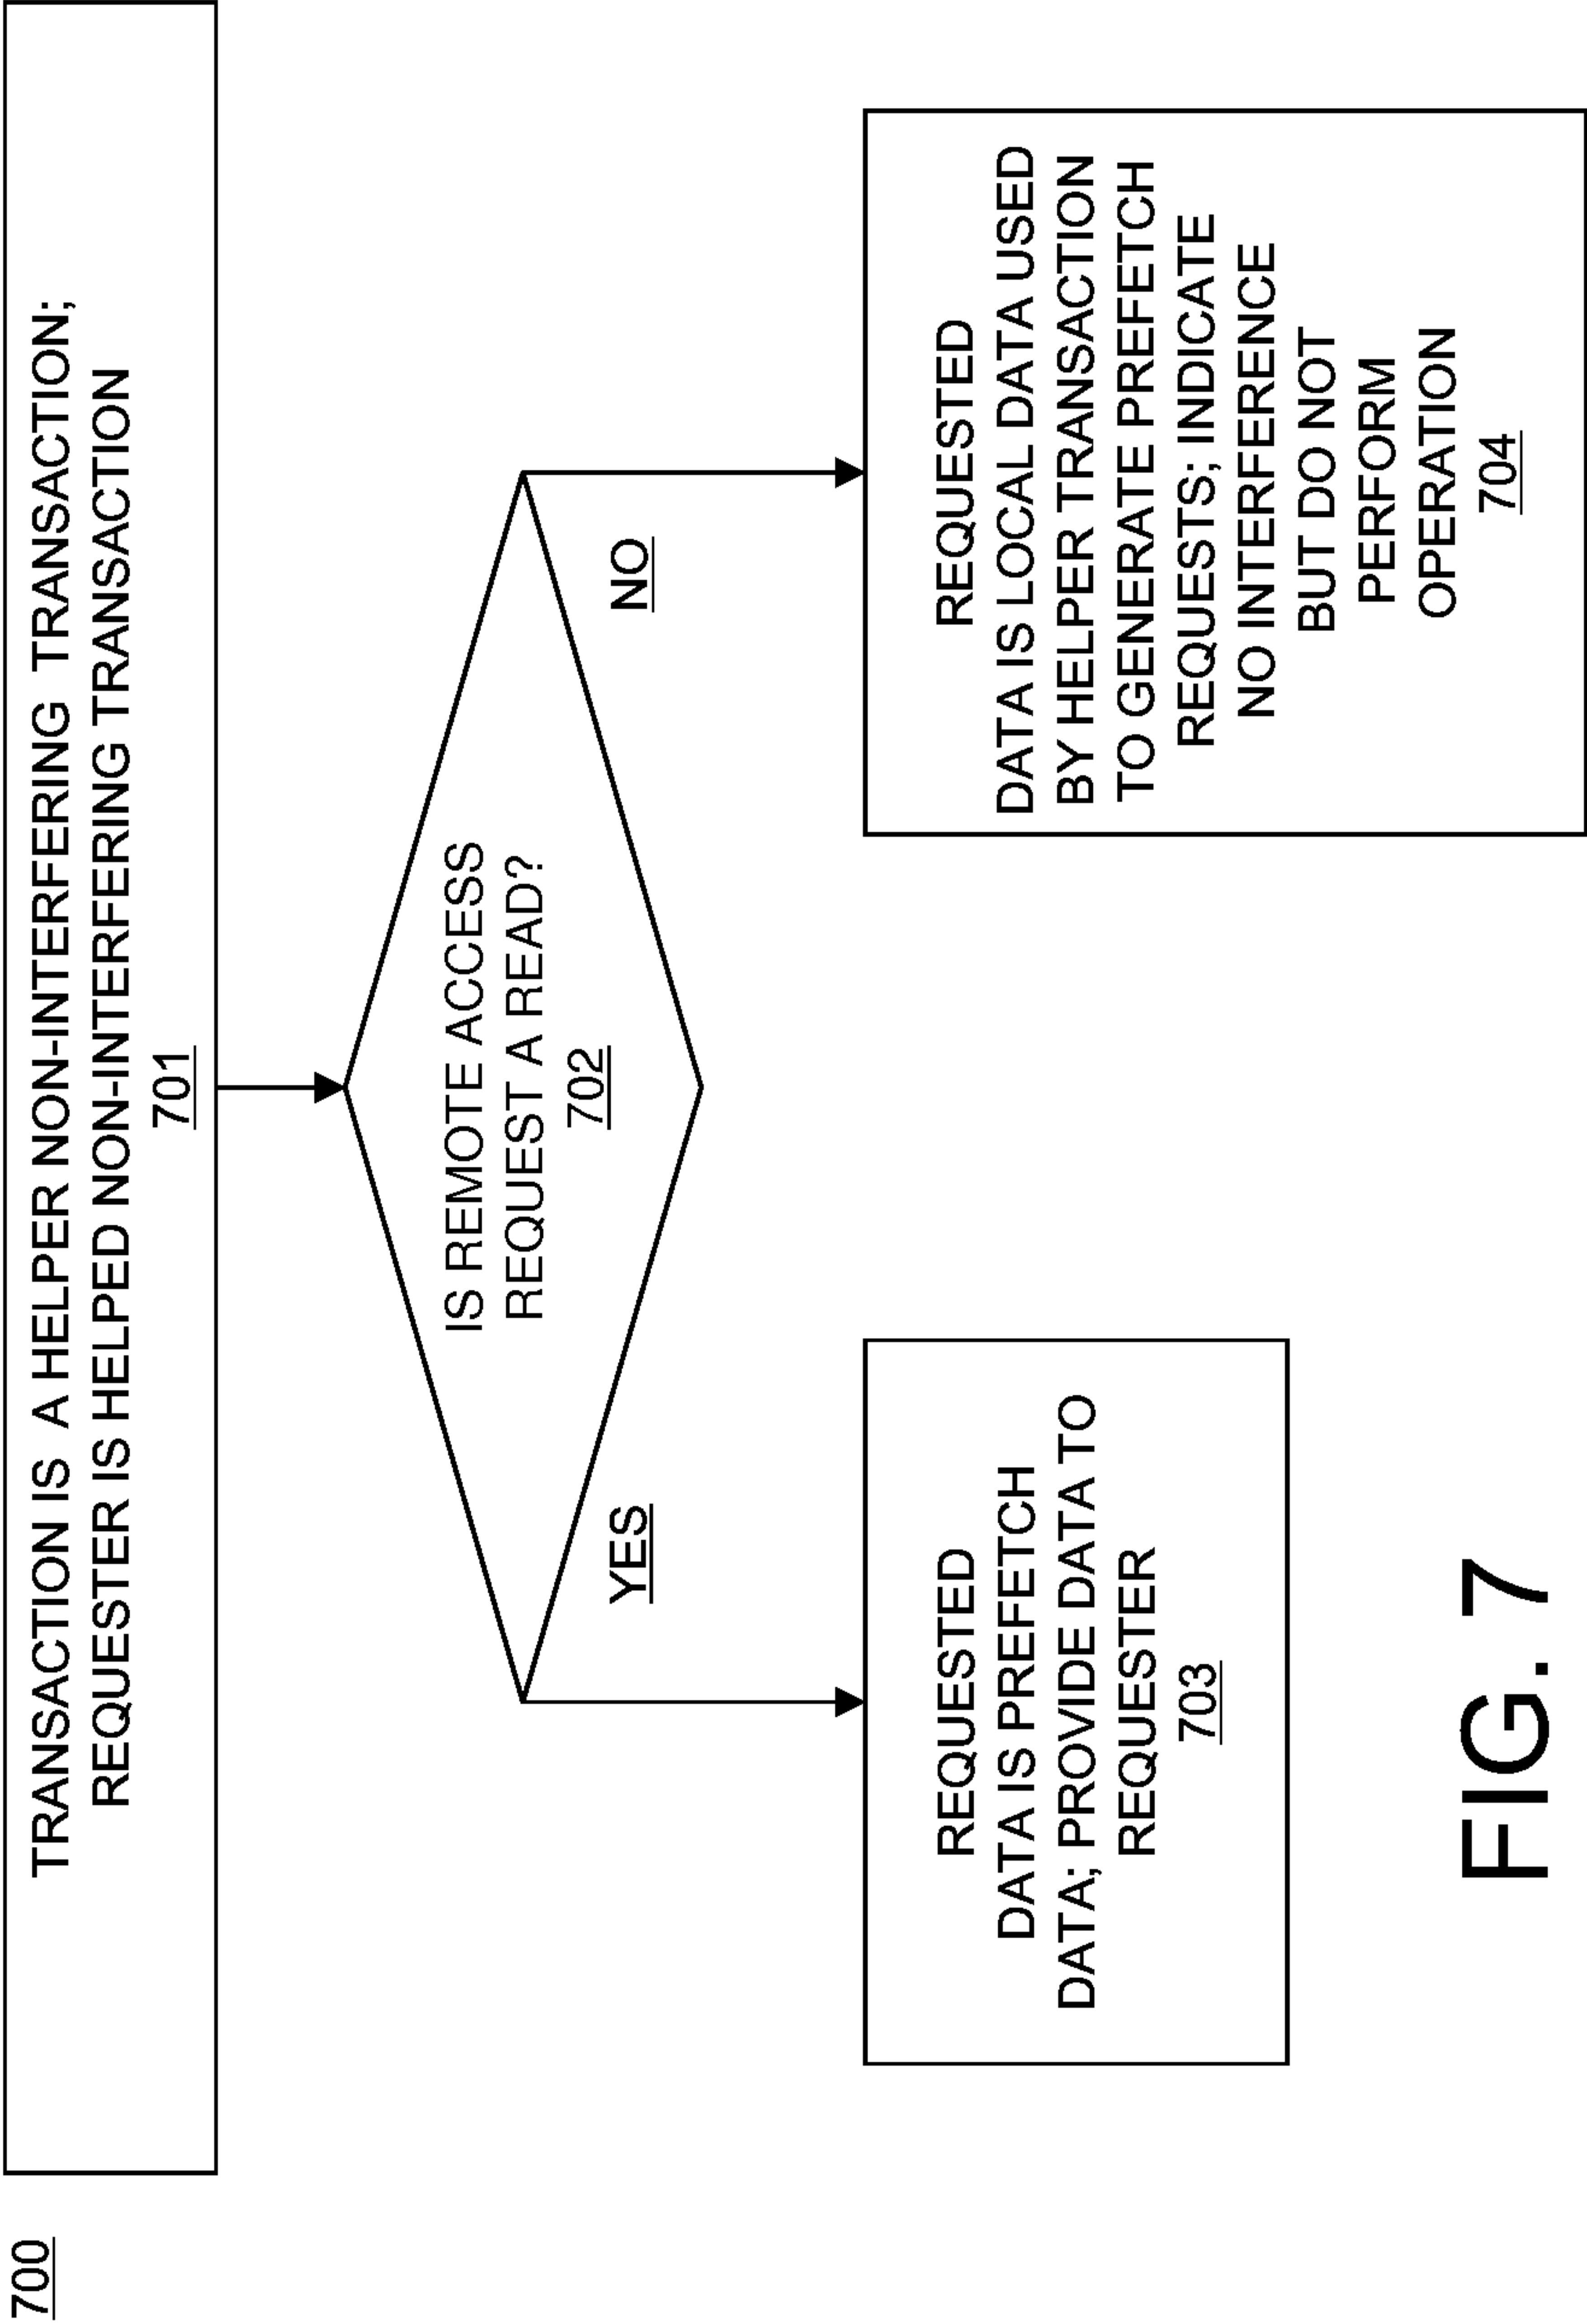 700
TRANSACTION IS A HELPER NON-INTERFERING TRANSACTION;
REQUESTER IS HELPED NON-INTERFERING TRANSACTION
701
IS REMOTE ACCESS
REQUEST A READ?
702
YES
NO
REQUESTED
DATA IS PREFETCH
DATA; PROVIDE DATA TO
REQUESTER
703
REQUESTED
DATA IS LOCAL DATA USED
BY HELPER TRANSACTION
TO GENERATE PREFETCH
REQUESTS; INDICATE
NO INTERFERENCE
BUT DO NOT
PERFORM
OPERATION
704
FIG. 7